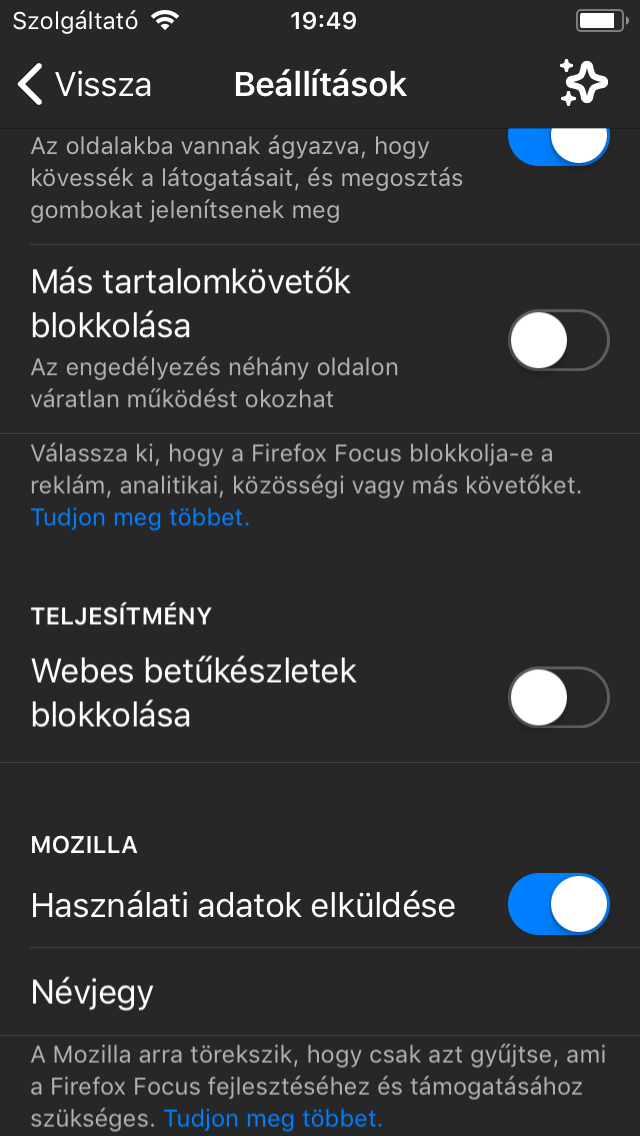 Szolgáltató
19:49
Vissza
Beállítások
Az oldalakba vannak ágyazva, hogy
kövessék a látogatásait, és megosztás
gombokat jelenítsenek meg
Más tartalomkövetők
blokkolása
Az engedélyezés néhány oldalon
váratlan működést okozhat
Válassza ki, hogy a Firefox Focus blokkolja-e a
reklám, analitikai, közösségi vagy más követőket.
Tudjon meg többet.
TELJESÍTMÉNY
Webes betűkészletek
blokkolása
MOZILLA
Használati adatok elküldése
Névjegy
A Mozilla arra törekszik, hogy csak azt gyűjtse, ami
a Firefox Focus fejlesztéséhez és támogatásához
szükséges. Tudjon meg többet.